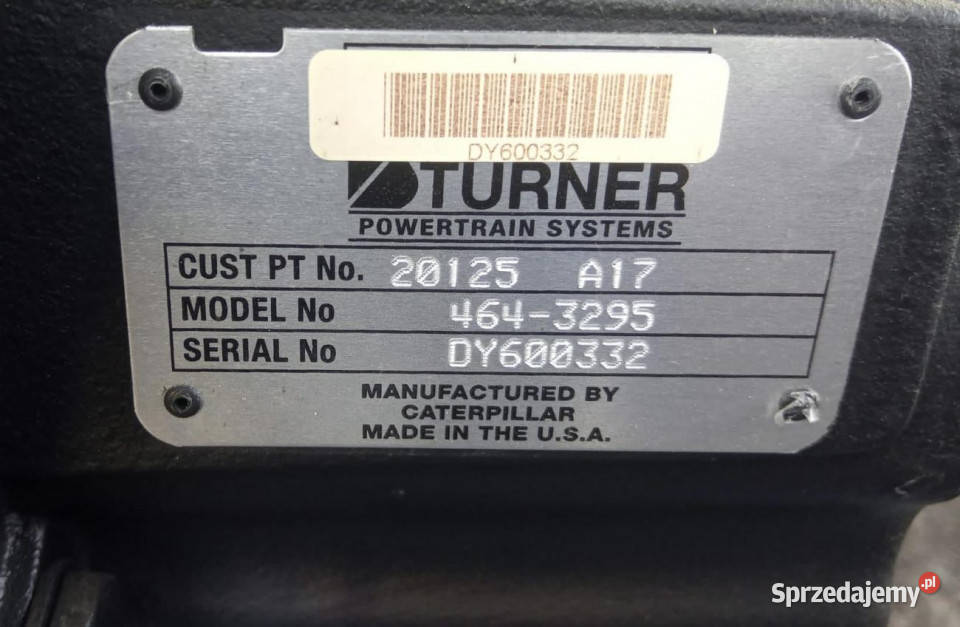 DY600332
TURNER
POWERTRAIN SYSTEMS
CUST PT No. 20125 A17
MODEL No 464-3295
SERIAL No DY600332
MANUFACTURED BY
CATERPILLAR
MADE IN THE U.S.A.
Sprzedajemy.pl